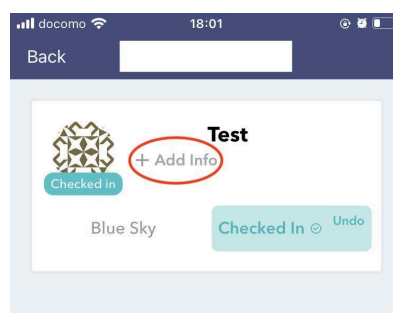 docomo 18:01
Back
Test
+ Add Info
Checked in
Blue Sky
Checked In Undo